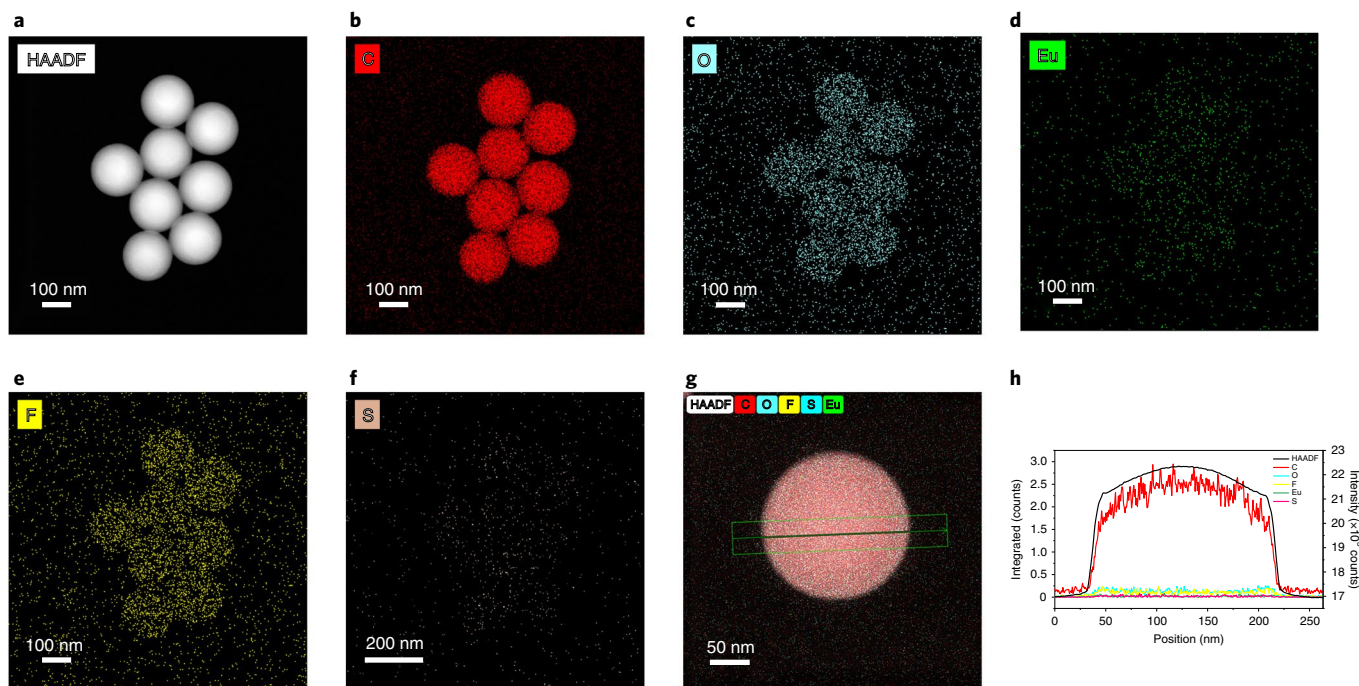 a
HAADF
100 nm
b
C
100 nm
c
O
100 nm
d
Eu
100 nm
e
F
100 nm
f
S
200 nm
g
HAADF C O F S Eu
50 nm
h
Integrated (counts)
3.0
2.5
2.0
1.5
1.0
0.5
0
0 50 100 150 200 250
Position (nm)
HAADF
C
O
F
Eu
S
23
22
21
20
19
18
17